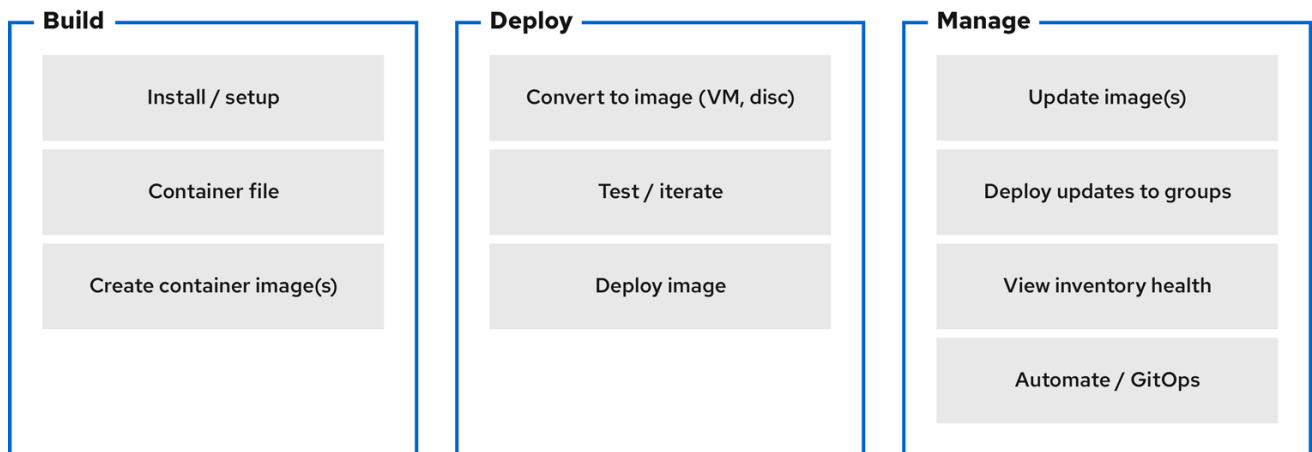 Build
Install / setup
Container file
Create container image(s)
Deploy
Convert to image (VM, disc)
Test / iterate
Deploy image
Manage
Update image(s)
Deploy updates to groups
View inventory health
Automate / GitOps